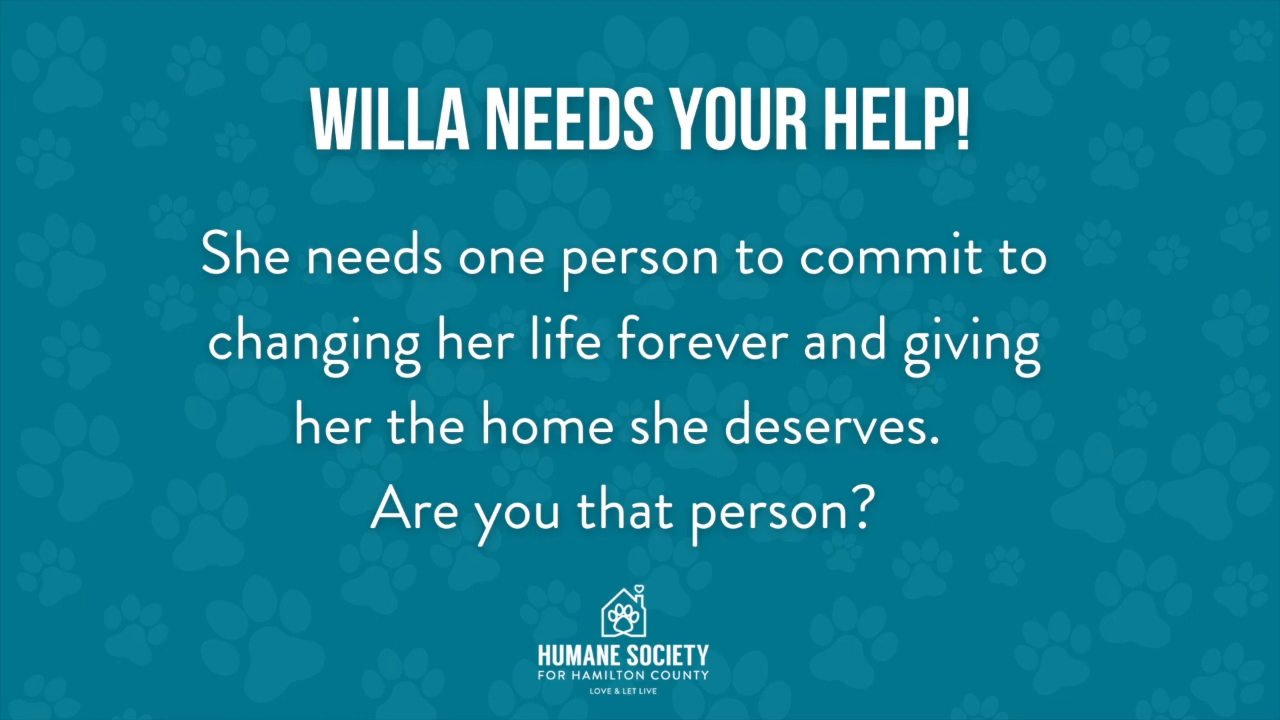 WILLA NEEDS YOUR HELP!
She needs one person to commit to
changing her life forever and giving
her the home she deserves.
Are you that person?
HUMANE SOCIETY
FOR HAMILTON COUNTY
LOVE & LET LIVE